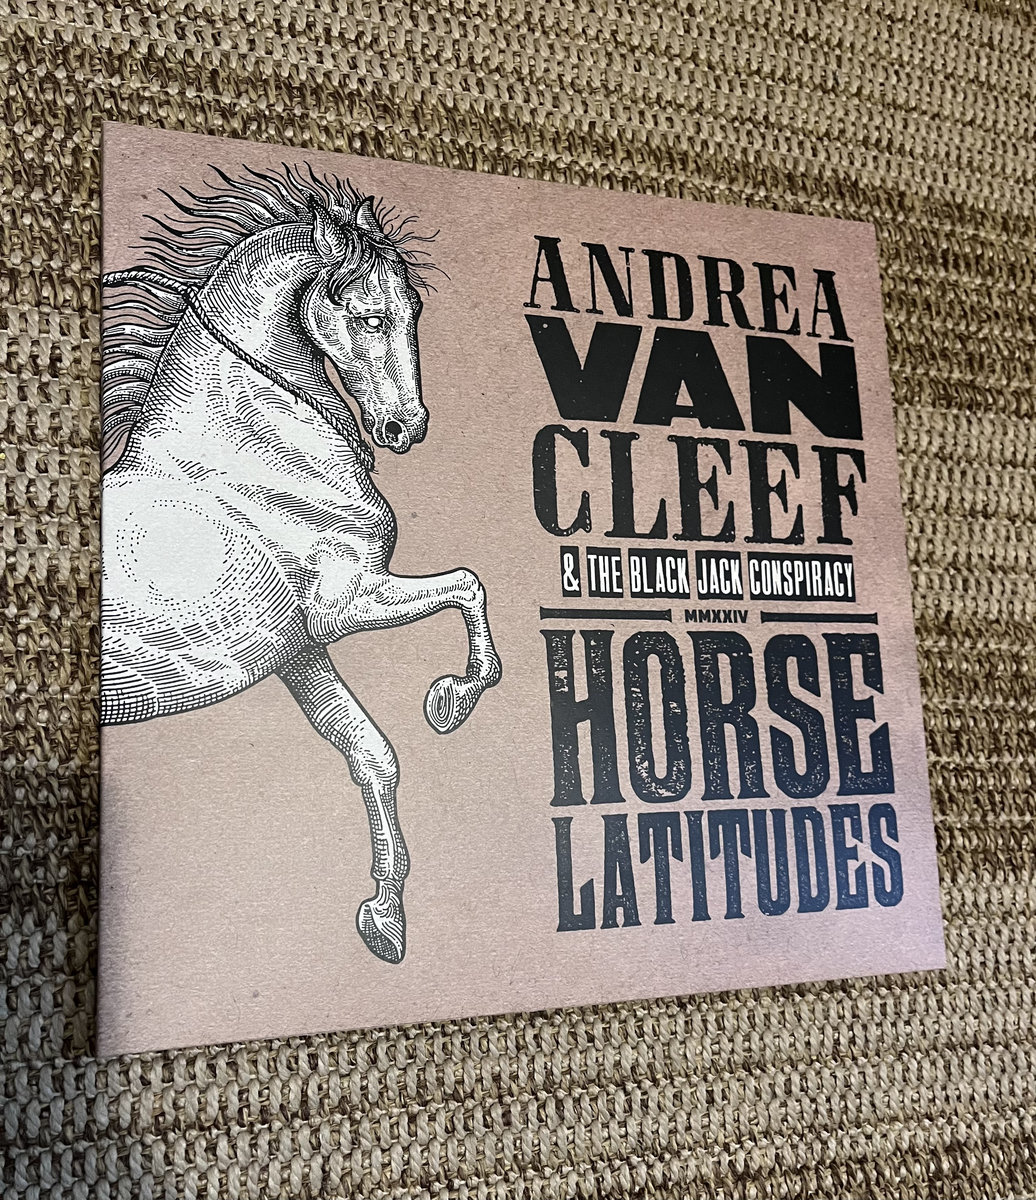 ANDREA
VAN
CLEEF
& THE BLACK JACK CONSPIRACY
MMXXIV
HORSE
LATITUDES